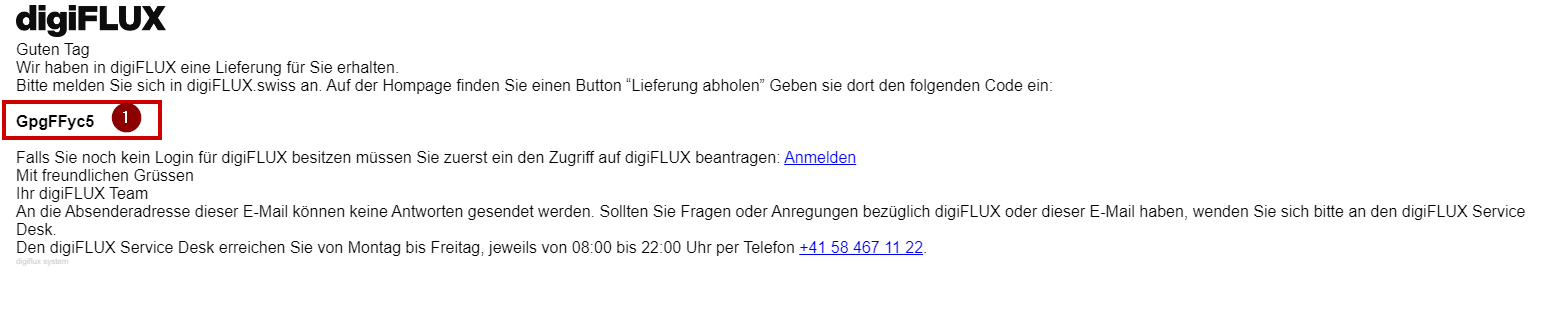 digiFLUX
Guten Tag
Wir haben in digiFLUX eine Lieferung für Sie erhalten.
Bitte melden Sie sich in digiFLUX.swiss an. Auf der Hompage finden Sie einen Button “Lieferung abholen” Geben sie dort den folgenden Code ein:
GpgFFyc5 1
Falls Sie noch kein Login für digiFLUX besitzen müssen Sie zuerst ein den Zugriff auf digiFLUX beantragen: Anmelden
Mit freundlichen Grüssen
Ihr digiFLUX Team
An die Absenderadresse dieser E-Mail können keine Antworten gesendet werden. Sollten Sie Fragen oder Anregungen bezüglich digiFLUX oder dieser E-Mail haben, wenden Sie sich bitte an den digiFLUX Service
Desk.
Den digiFLUX Service Desk erreichen Sie von Montag bis Freitag, jeweils von 08:00 bis 22:00 Uhr per Telefon +41 58 467 11 22.
digiflux system